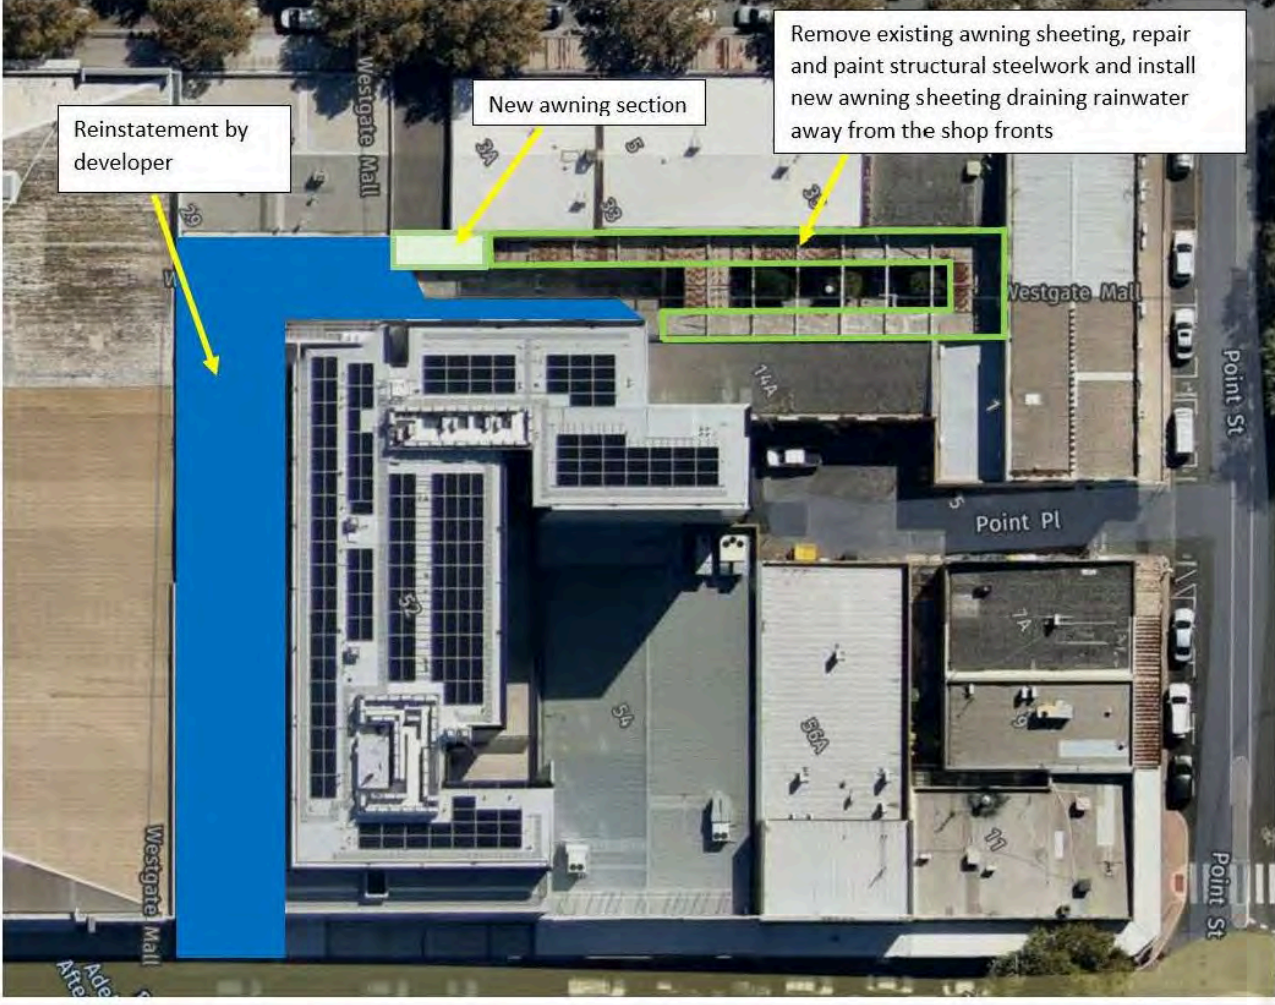 Remove existing awning sheeting, repair
and paint structural steelwork and install
new awning sheeting draining rainwater
away from the shop fronts
New awning section
Reinstatement by
developer
Westgate Mall
3A
5
29
33
Westgate Mall
14A
Point St
5
Point Pl
52
54
56A
7A
9
11
Westgate Mall
Point St